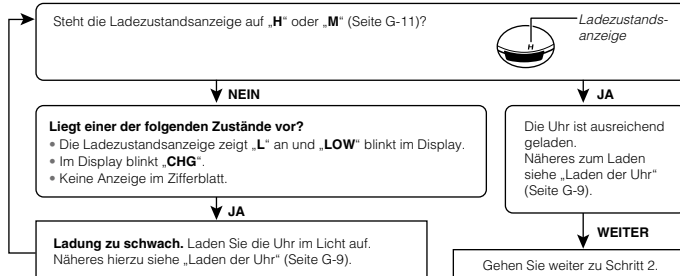 Steht die Ladezustandsanzeige auf „H“ oder „M“ (Seite G-11)?
Ladezustands-
anzeige
H
NEIN
JA
Liegt einer der folgenden Zustände vor?
• Die Ladezustandsanzeige zeigt „L“ an und „LOW“ blinkt im Display.
• Im Display blinkt „CHG“.
• Keine Anzeige im Zifferblatt.
Die Uhr ist ausreichend
geladen.
Näheres zum Laden
siehe „Laden der Uhr“
(Seite G-9).
JA
WEITER
Ladung zu schwach. Laden Sie die Uhr im Licht auf.
Näheres hierzu siehe „Laden der Uhr“ (Seite G-9).
Gehen Sie weiter zu Schritt 2.